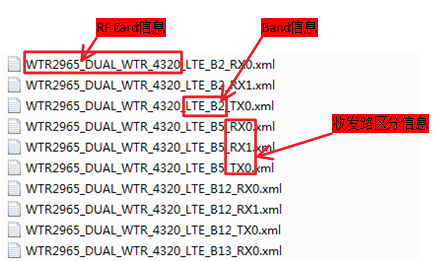 RF Card信息
Band信息
WTR2965_DUAL_WTR_4320_LTE_B2_RX0.xml
WTR2965_DUAL_WTR_4320_LTE_B2_RX1.xml
WTR2965_DUAL_WTR_4320_LTE_B2_TX0.xml
WTR2965_DUAL_WTR_4320_LTE_B5_RX0.xml
收发路区分信息
WTR2965_DUAL_WTR_4320_LTE_B5_RX1.xml
WTR2965_DUAL_WTR_4320_LTE_B5_TX0.xml
WTR2965_DUAL_WTR_4320_LTE_B12_RX0.xml
WTR2965_DUAL_WTR_4320_LTE_B12_RX1.xml
WTR2965_DUAL_WTR_4320_LTE_B12_TX0.xml
WTR2965_DUAL_WTR_4320_LTE_B13_RX0.xml